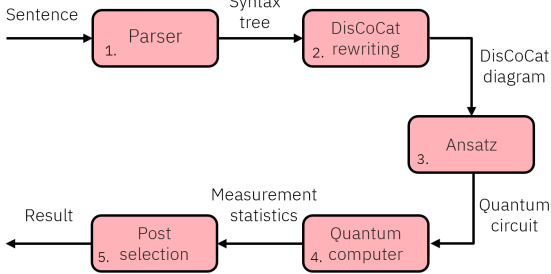 Sentence
Parser
1.
Syntax
tree
DisCoCat
rewriting
2.
DisCoCat
diagram
Ansatz
3.
Quantum
circuit
Quantum
computer
4.
Measurement
statistics
Post
selection
5.
Result